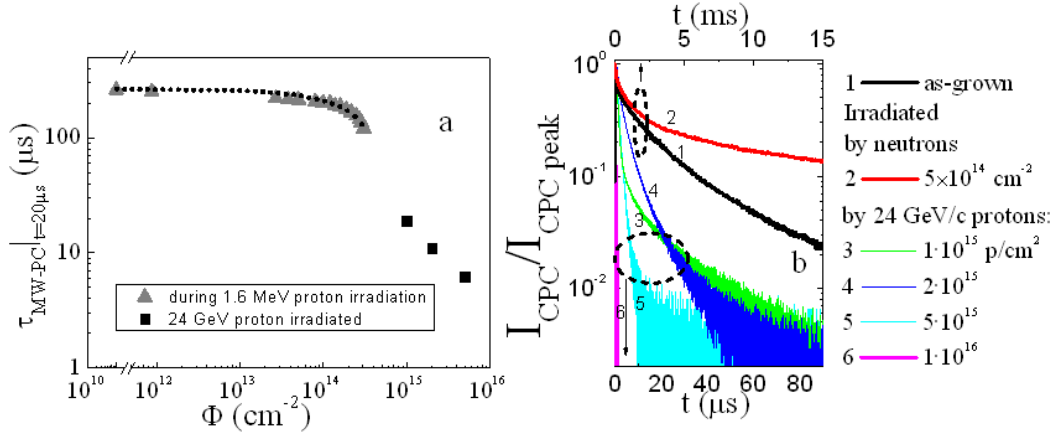 τMW-PC|t=20μs (μs)
100
10
1
a
during 1.6 MeV proton irradiation
24 GeV proton irradiated
10^10 10^12 10^13 10^14 10^15 10^16
Φ (cm^-2)
t (ms)
0 5 10 15
ICPC/ICPC peak
10^0
10^-1
10^-2
1
2
3
4
5
6
b
0 20 40 60 80
t (μs)
1 as-grown
Irradiated
by neutrons
2 5×10^14 cm^-2
by 24 GeV/c protons:
3 1·10^15 p/cm^2
4 2·10^15
5 5·10^15
6 1·10^16